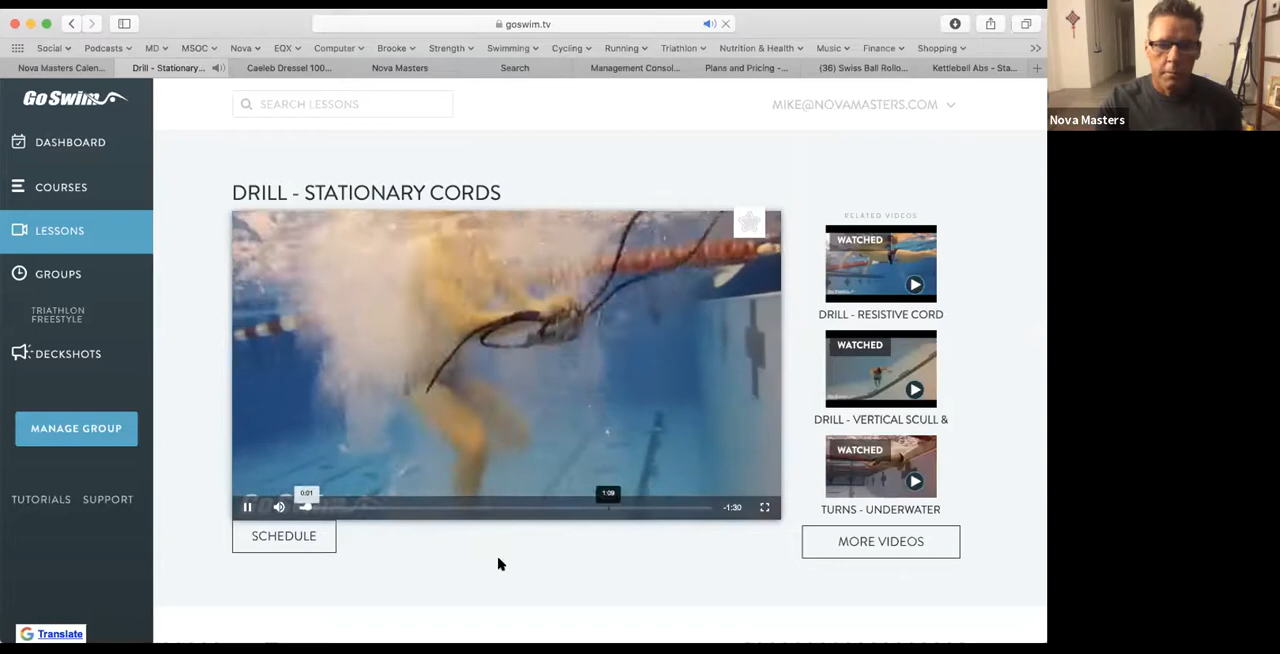 goswim.tv
Social Podcasts MD MSOC Nova EQX Computer Brooke Strength Swimming Cycling Running Triathlon Nutrition & Health Music Finance Shopping
Nova Masters Calen... Drill - Stationary... Caeleb Dressel 100... Nova Masters Search Management Consol... Plans and Pricing -... (36) Swiss Ball Rollo... Kettlebell Abs - Sta...
Nova Masters
Go Swim
SEARCH LESSONS
MIKE@NOVAMASTERS.COM
DASHBOARD
COURSES
LESSONS
GROUPS
TRIATHLON
FREESTYLE
DECKSHOTS
MANAGE GROUP
TUTORIALS SUPPORT
Translate
DRILL - STATIONARY CORDS
0:01
1:09
-1:30
SCHEDULE
RELATED VIDEOS
WATCHED
DRILL - RESISTIVE CORD
WATCHED
DRILL - VERTICAL SCULL &
WATCHED
TURNS - UNDERWATER
MORE VIDEOS